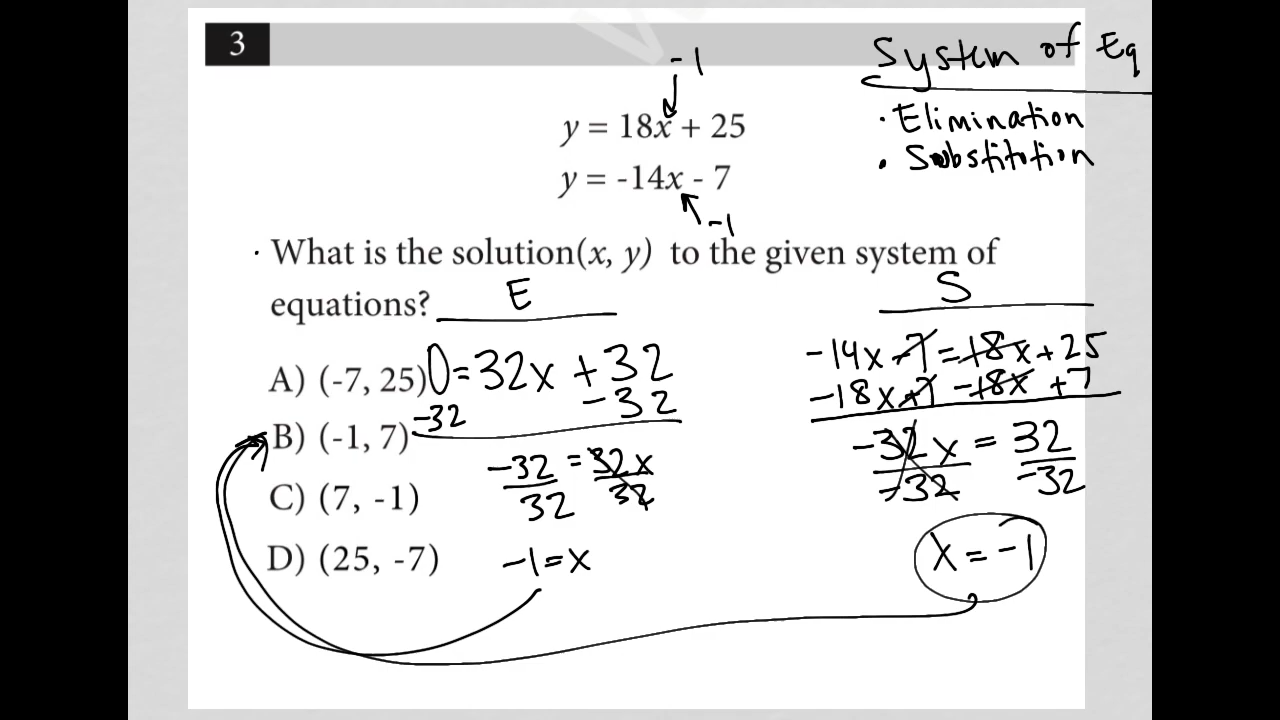 3
System of Eq
-1
· Elimination
y = 18x + 25
• Substitution
y = -14x - 7
-1
· What is the solution(x, y) to the given system of
equations?
E
S
A) (-7, 25)
B) (-1, 7)
C) (7, -1)
D) (25, -7)
0=32x + 32
-32 -32
-32 = 32x
32 32
-1 = x
-14x -7 = 18x + 25
-18x +7 -18x +7
-32x = 32
-32 -32
x = -1